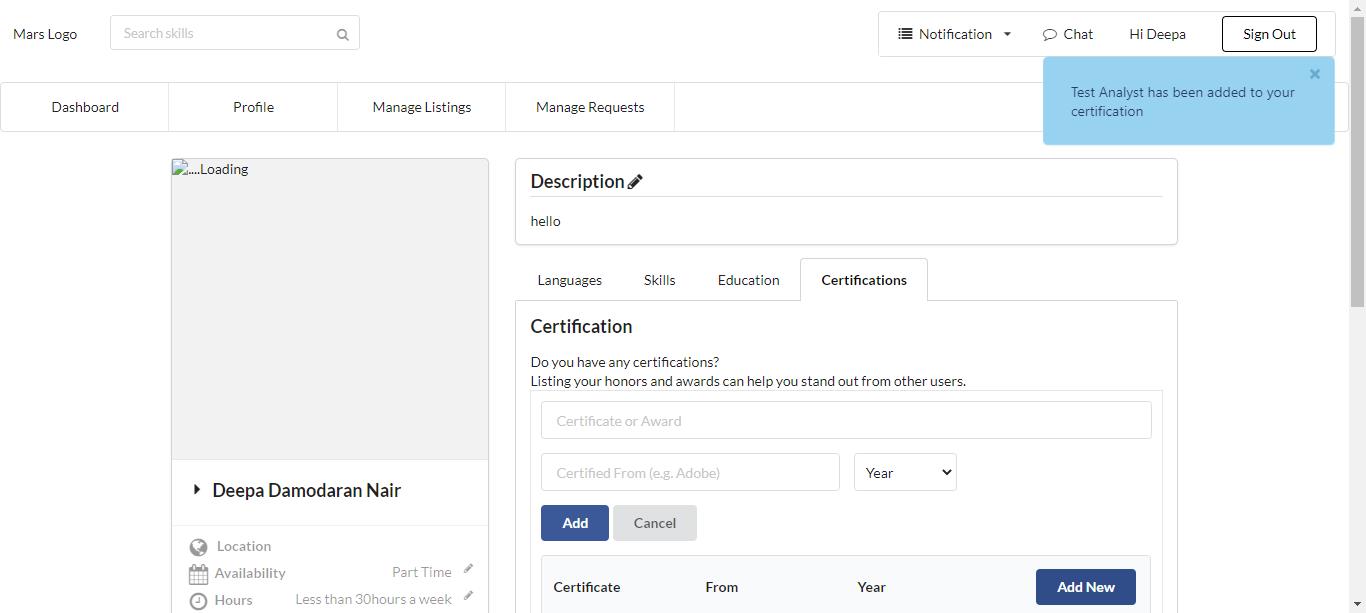 Mars Logo
Search skills
Notification
Chat
Hi Deepa
Sign Out
Test Analyst has been added to your
certification
Dashboard
Profile
Manage Listings
Manage Requests
....Loading
Description
hello
Languages
Skills
Education
Certifications
Certification
Do you have any certifications?
Listing your honors and awards can help you stand out from other users.
Certificate or Award
Certified From (e.g. Adobe)
Year
Add
Cancel
Certificate
From
Year
Add New
Deepa Damodaran Nair
Location
Availability
Part Time
Hours
Less than 30hours a week